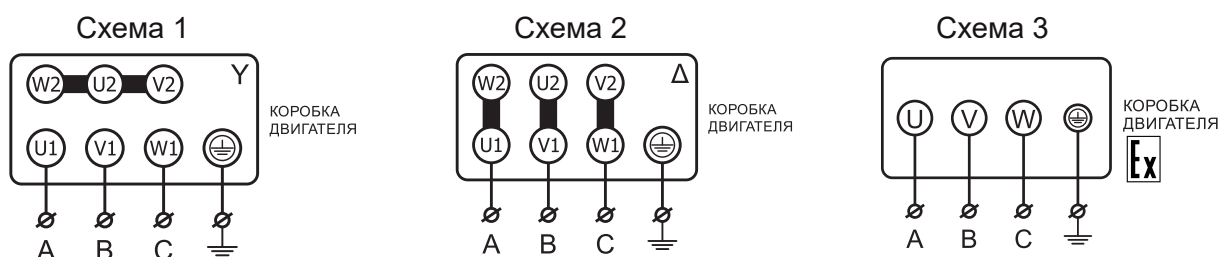 Схема 1
W2 U2 V2 Y
U1 V1 W1
КОРОБКА
ДВИГАТЕЛЯ
A B C
Схема 2
W2 U2 V2 Δ
U1 V1 W1
КОРОБКА
ДВИГАТЕЛЯ
A B C
Схема 3
U V W
КОРОБКА
ДВИГАТЕЛЯ
Ex
A B C